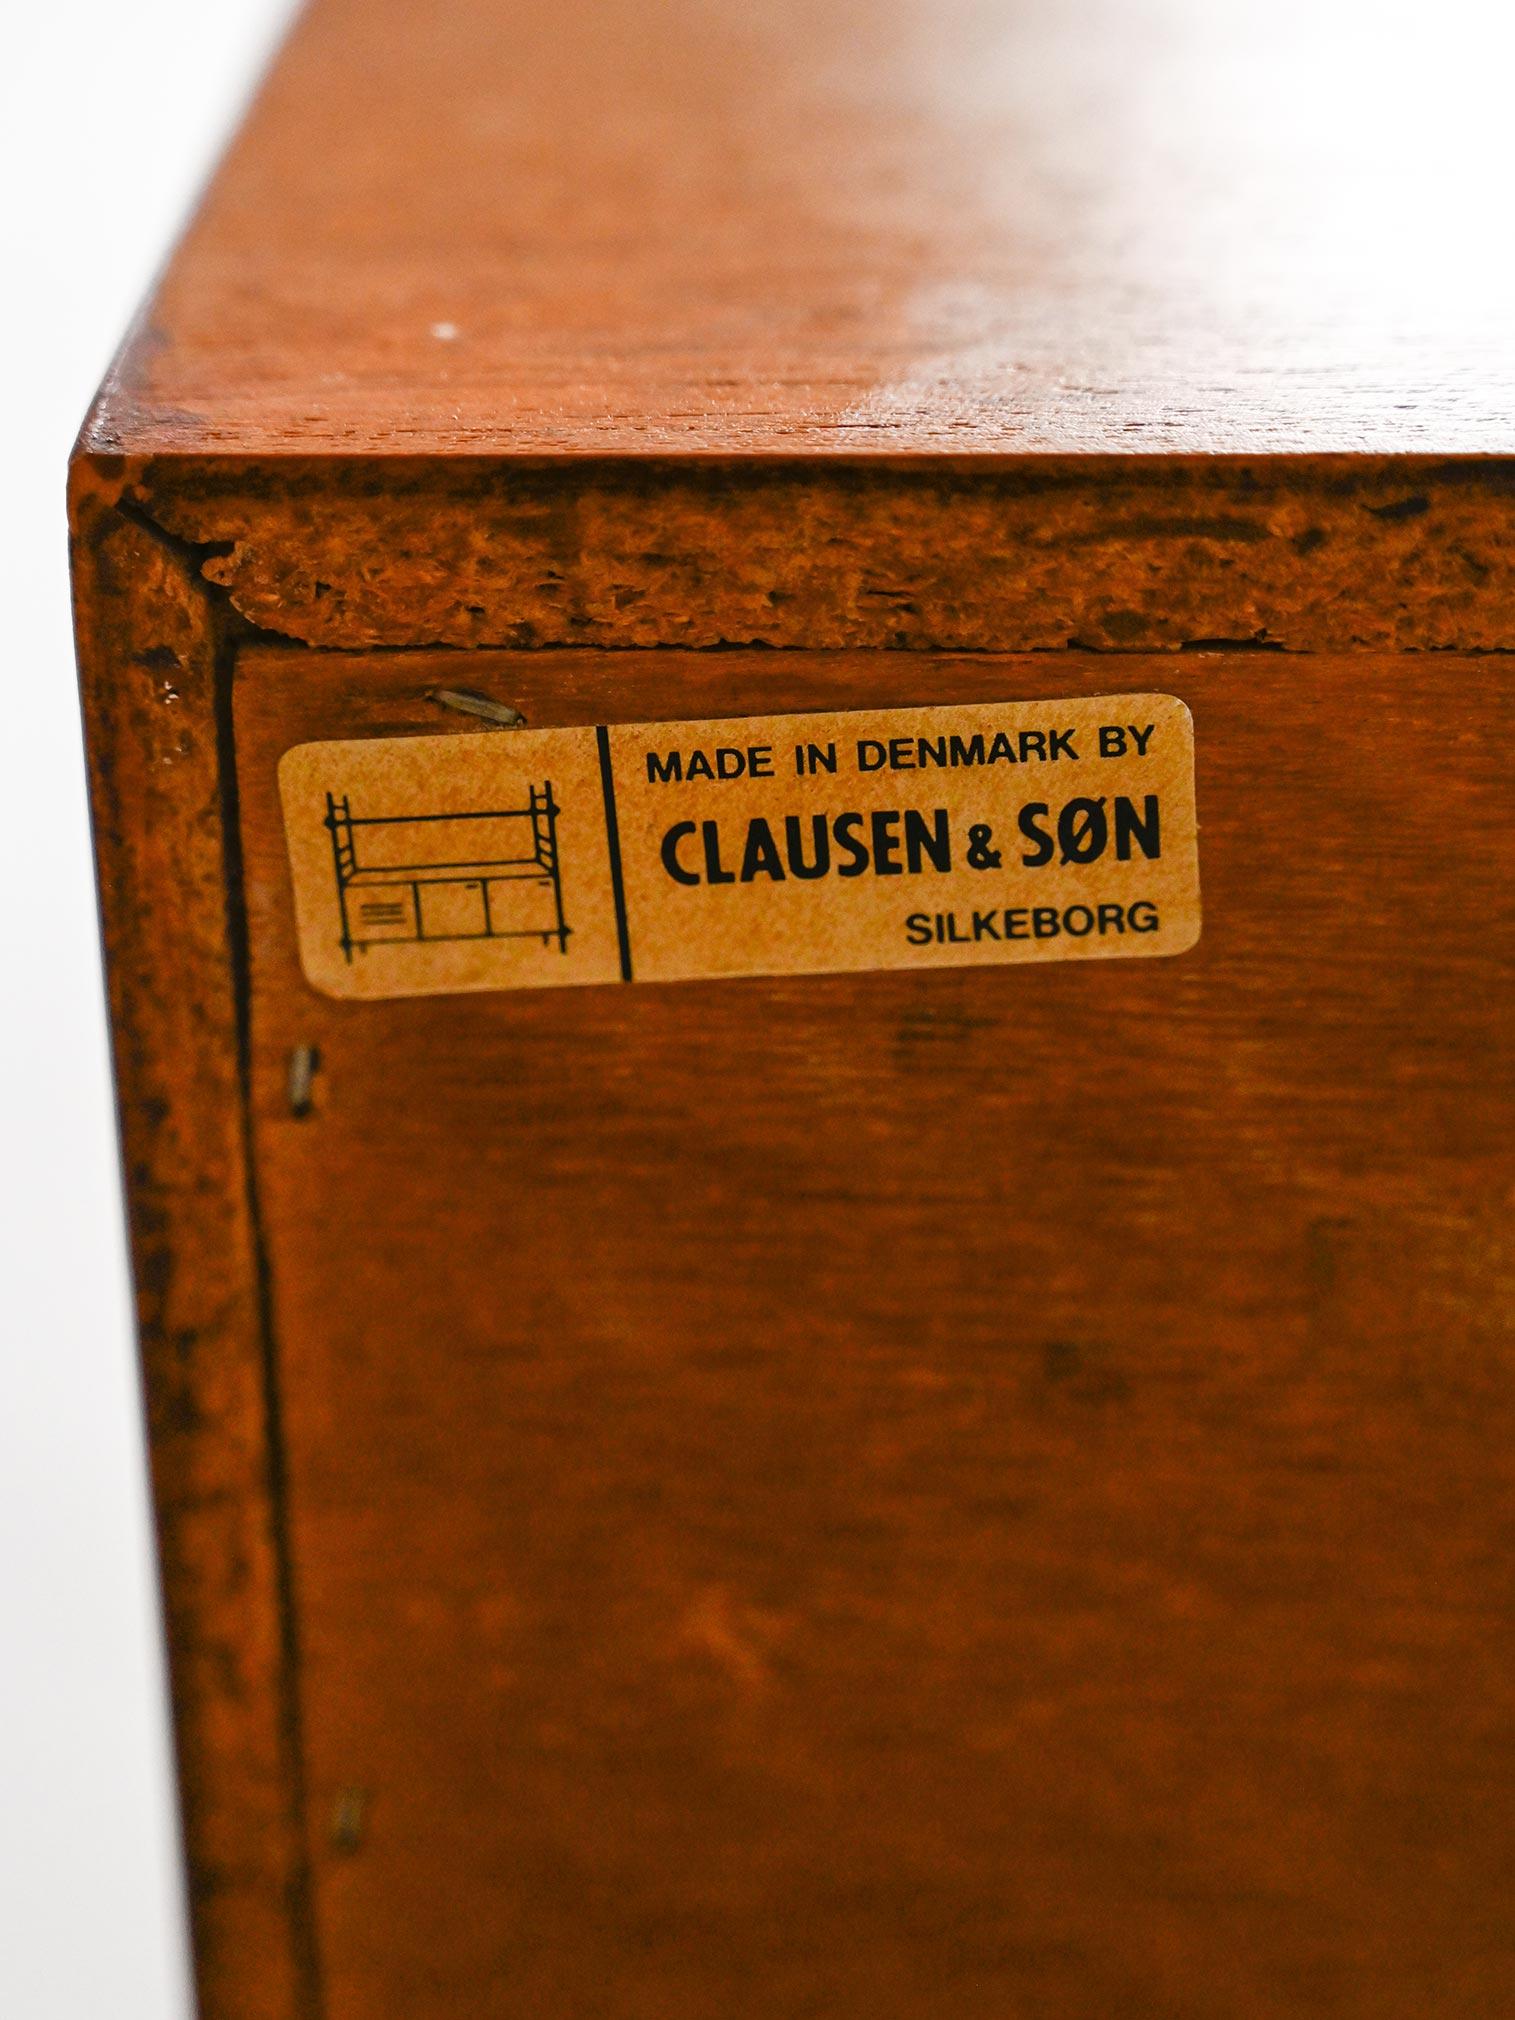 MADE IN DENMARK BY
CLAUSEN & SØN
SILKEBORG